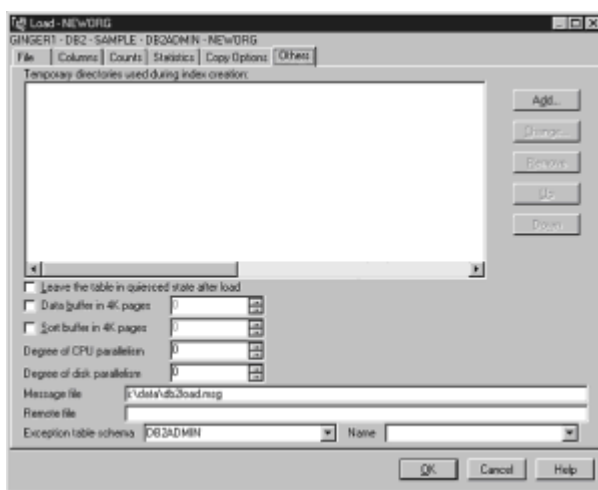 Load - NEWORG
GINGER1 - DB2 - SAMPLE - DB2ADMIN - NEWORG
File Columns Counts Statistics Copy Options Others
Temporary directories used during index creation:
Add...
Change...
Remove
Up
Down
Leave the table in quiesced state after load
Data buffer in 4K pages 0
Sort buffer in 4K pages 0
Degree of CPU parallelism 0
Degree of disk parallelism 0
Message file i:\data\db2load.msg
Remote file
Exception table schema DB2ADMIN Name
OK Cancel Help